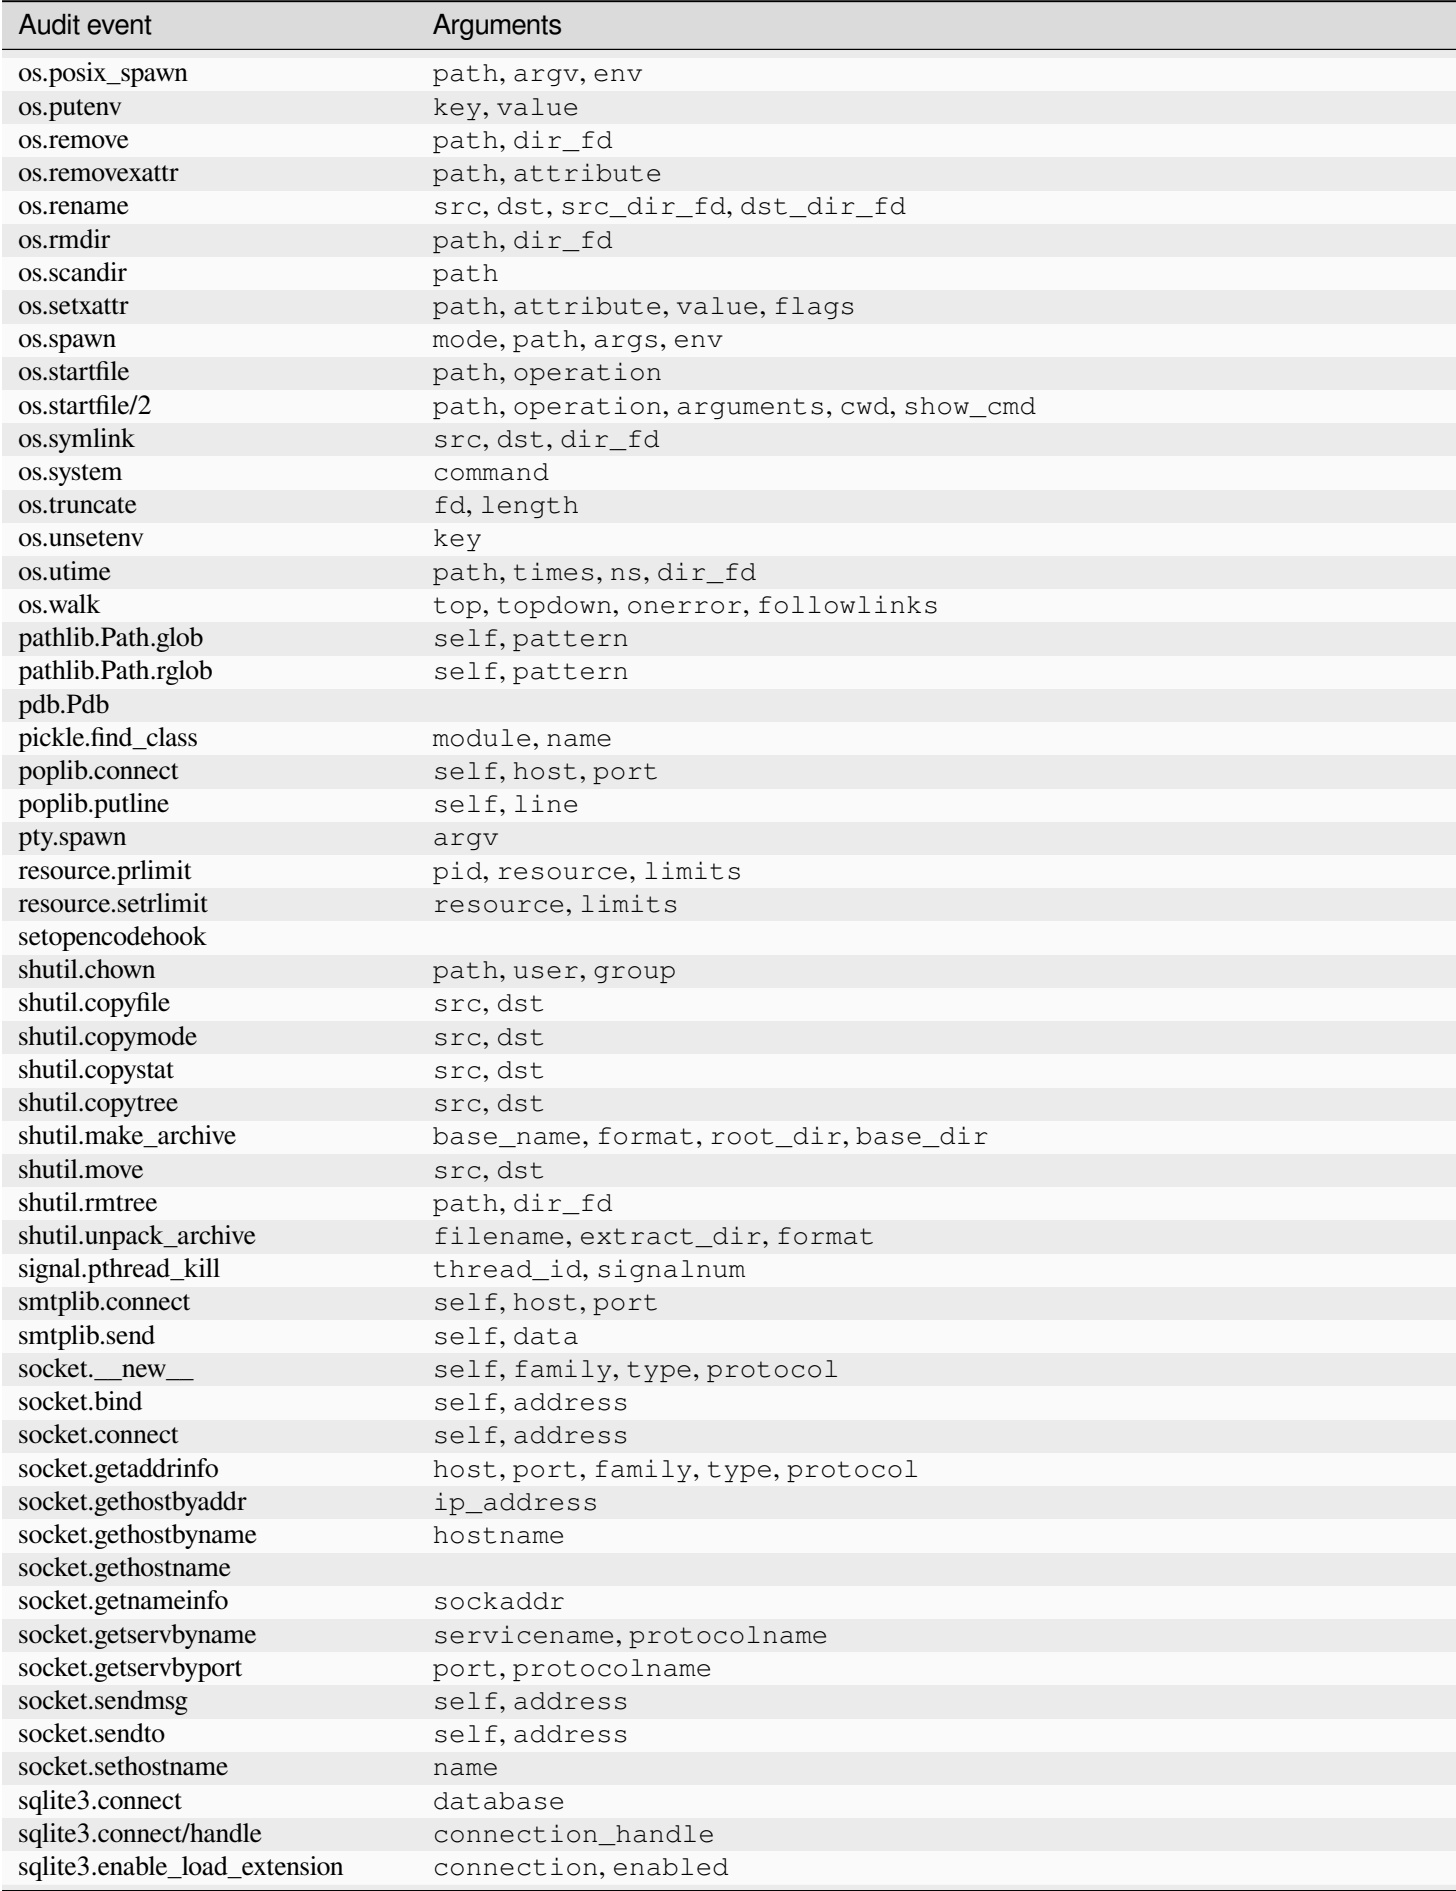 Audit event Arguments
os.posix_spawn path, argv, env
os.putenv key, value
os.remove path, dir_fd
os.removexattr path, attribute
os.rename src, dst, src_dir_fd, dst_dir_fd
os.rmdir path, dir_fd
os.scandir path
os.setxattr path, attribute, value, flags
os.spawn mode, path, args, env
os.startfile path, operation
os.startfile/2 path, operation, arguments, cwd, show_cmd
os.symlink src, dst, dir_fd
os.system command
os.truncate fd, length
os.unsetenv key
os.utime path, times, ns, dir_fd
os.walk top, topdown, onerror, followlinks
pathlib.Path.glob self, pattern
pathlib.Path.rglob self, pattern
pdb.Pdb
pickle.find_class module, name
poplib.connect self, host, port
poplib.putline self, line
pty.spawn argv
resource.prlimit pid, resource, limits
resource.setrlimit resource, limits
setopencodehook
shutil.chown path, user, group
shutil.copyfile src, dst
shutil.copymode src, dst
shutil.copystat src, dst
shutil.copytree src, dst
shutil.make_archive base_name, format, root_dir, base_dir
shutil.move src, dst
shutil.rmtree path, dir_fd
shutil.unpack_archive filename, extract_dir, format
signal.pthread_kill thread_id, signalnum
smtplib.connect self, host, port
smtplib.send self, data
socket.__new__ self, family, type, protocol
socket.bind self, address
socket.connect self, address
socket.getaddrinfo host, port, family, type, protocol
socket.gethostbyaddr ip_address
socket.gethostbyname hostname
socket.gethostname
socket.getnameinfo sockaddr
socket.getservbyname servicename, protocolname
socket.getservbyport port, protocolname
socket.sendmsg self, address
socket.sendto self, address
socket.sethostname name
sqlite3.connect database
sqlite3.connect/handle connection_handle
sqlite3.enable_load_extension connection, enabled